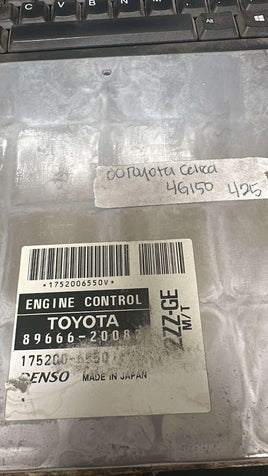 C V B N M
00 Toyota Celica
4G150 425
*1752006550V*
ENGINE CONTROL
TOYOTA
89666-2008
175200-6550
DENSO MADE IN JAPAN
2ZZ-GE
M/T